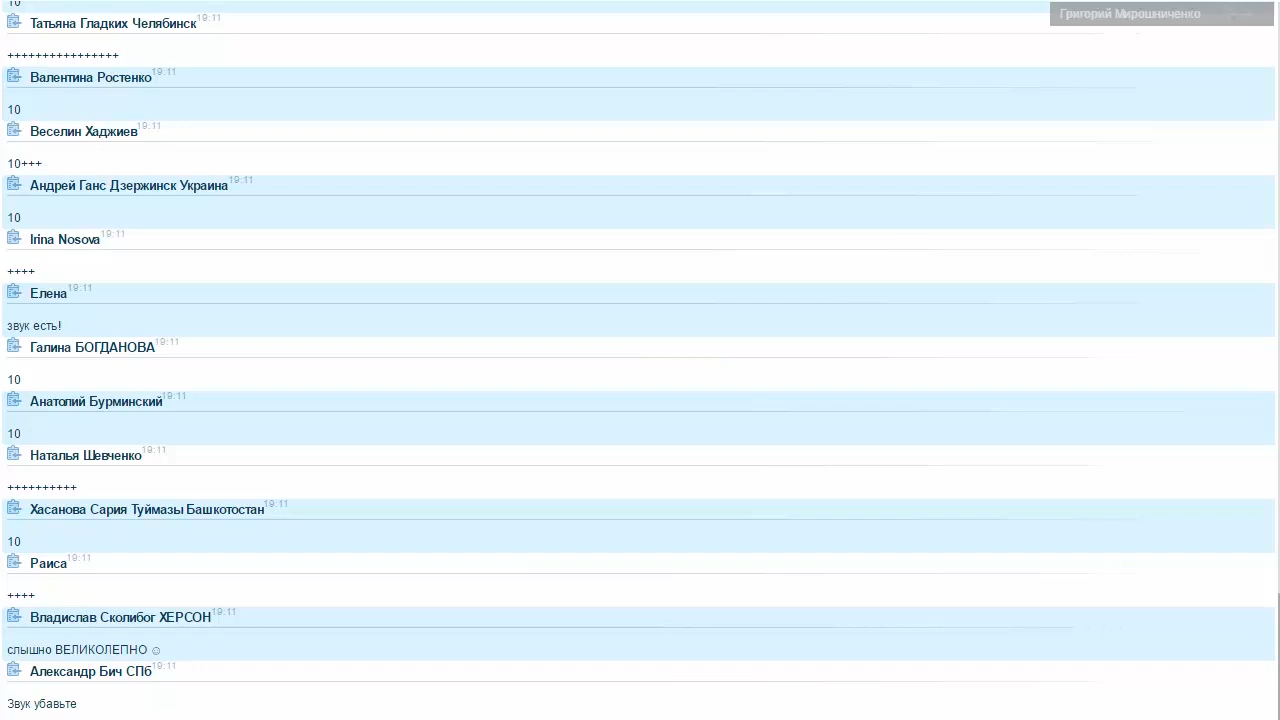 10
Григорий Мирошниченко
Татьяна Гладких Челябинск 19:11
++++++++++++++++
Валентина Ростенко 19:11
10
Веселин Хаджиев 19:11
10+++
Андрей Ганс Дзержинск Украина 19:11
10
Irina Nosova 19:11
++++
Елена 19:11
звук есть!
Галина БОГДАНОВА 19:11
10
Анатолий Бурминский 19:11
10
Наталья Шевченко 19:11
++++++++++
Хасанова Сария Туймазы Башкотостан 19:11
10
Раиса 19:11
++++
Владислав Сколибог ХЕРСОН 19:11
слышно ВЕЛИКОЛЕПНО ☺
Александр Бич СПб 19:11
Звук убавьте